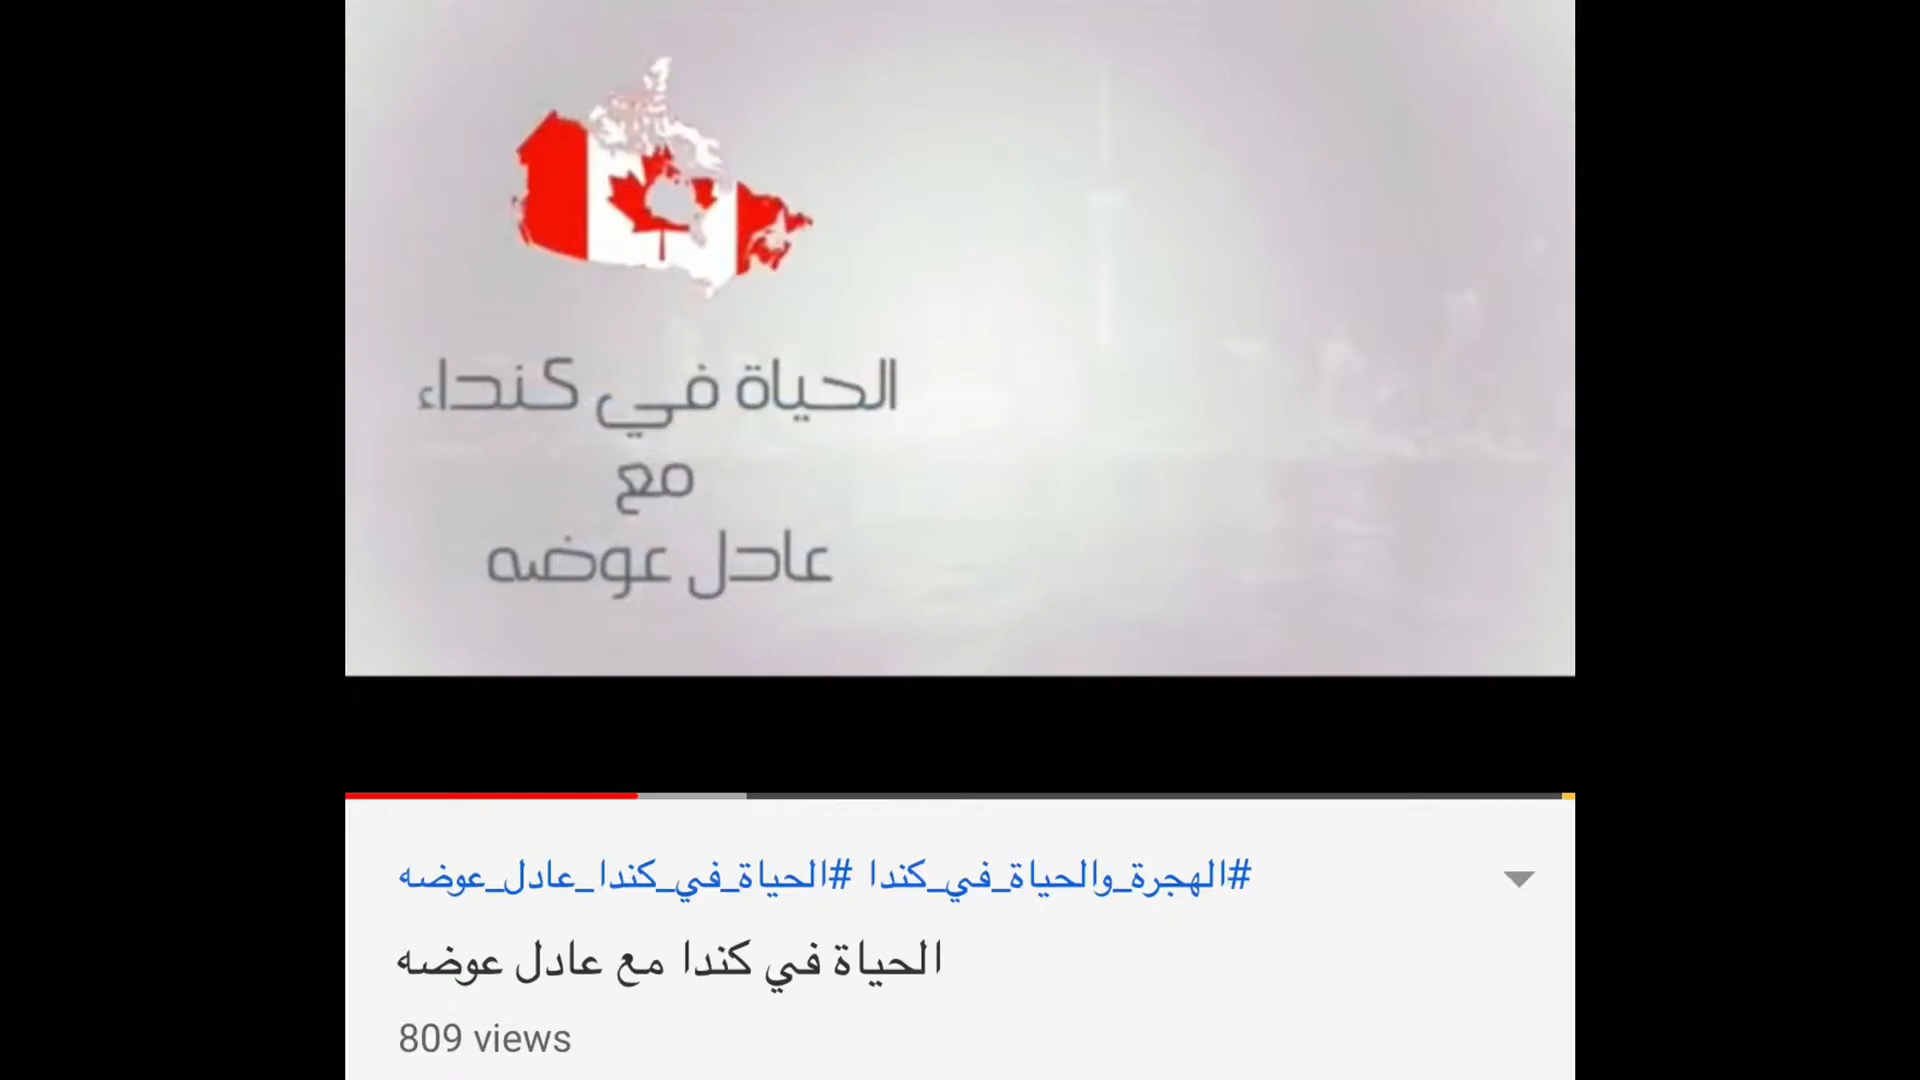 الحياة في كنداء
مع
عادل عوضه
#الهجرة_والحياة_في_كندا #الحياة_في_كندا_عادل_عوضه
الحياة في كندا مع عادل عوضه
809 views